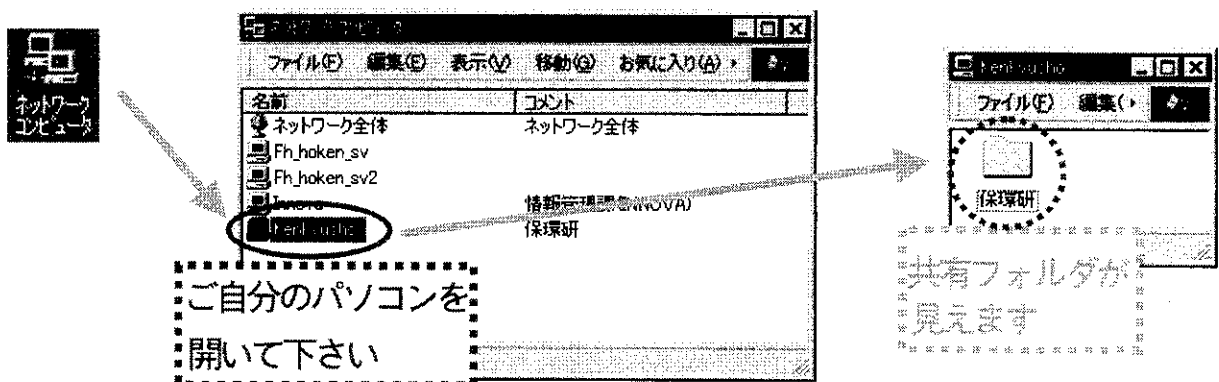 ネットワーク
コンピュータ
ファイル(F) 編集(E) 表示(V) 移動(G) お気に入り(A)
名前 コメント
ネットワーク全体 ネットワーク全体
Fh_hoken_sv
Fh_hoken_sv2
保環研
ご自分のパソコンを
開いて下さい
ファイル(F) 編集(
保環研
共有フォルダが
見えます